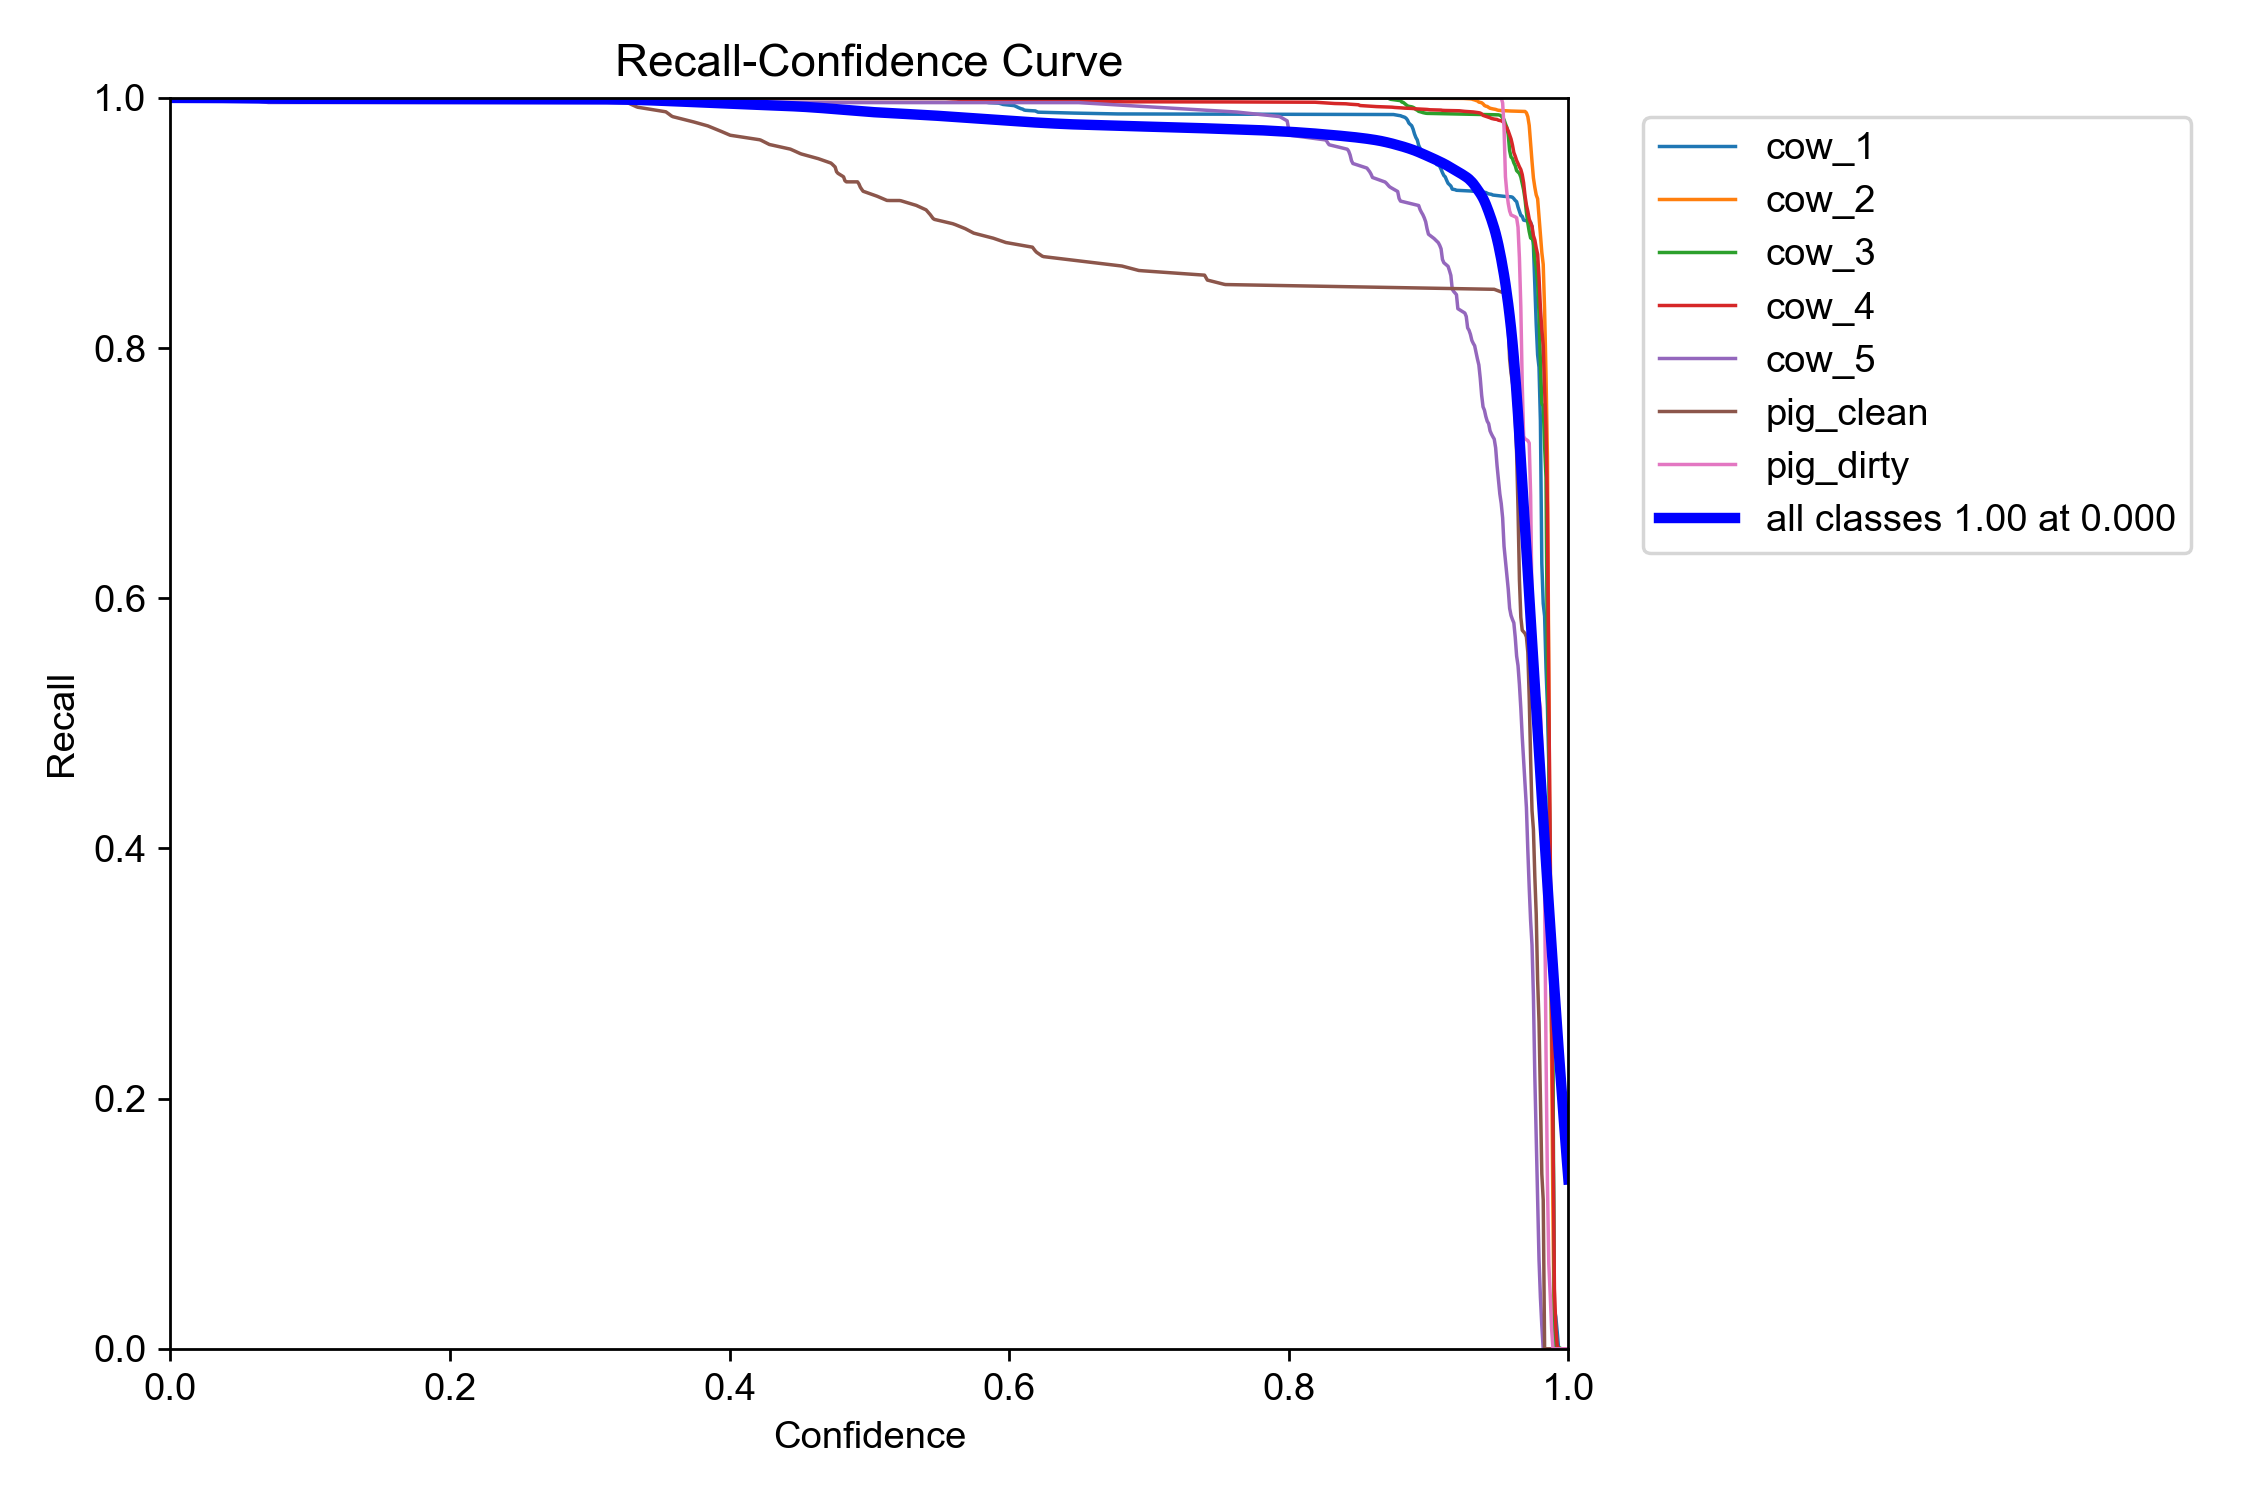 Recall-Confidence Curve
1.0
0.8
0.6
0.4
0.2
0.0
Recall
0.0 0.2 0.4 0.6 0.8 1.0
Confidence
cow_1
cow_2
cow_3
cow_4
cow_5
pig_clean
pig_dirty
all classes 1.00 at 0.000